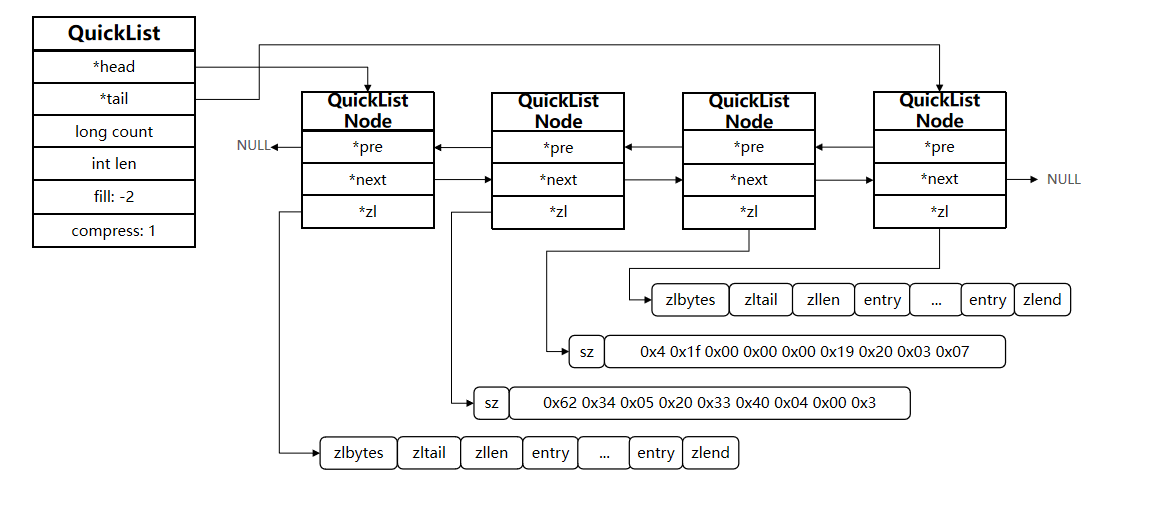 QuickList
*head
*tail
long count
int len
fill: -2
compress: 1
QuickList
Node
*pre
*next
*zl
QuickList
Node
*pre
*next
*zl
QuickList
Node
*pre
*next
*zl
QuickList
Node
*pre
*next
*zl
NULL
NULL
zlbytes zltail zllen entry ... entry zlend
sz 0x4 0x1f 0x00 0x00 0x00 0x19 0x20 0x03 0x07
sz 0x62 0x34 0x05 0x20 0x33 0x40 0x04 0x00 0x3
zlbytes zltail zllen entry ... entry zlend